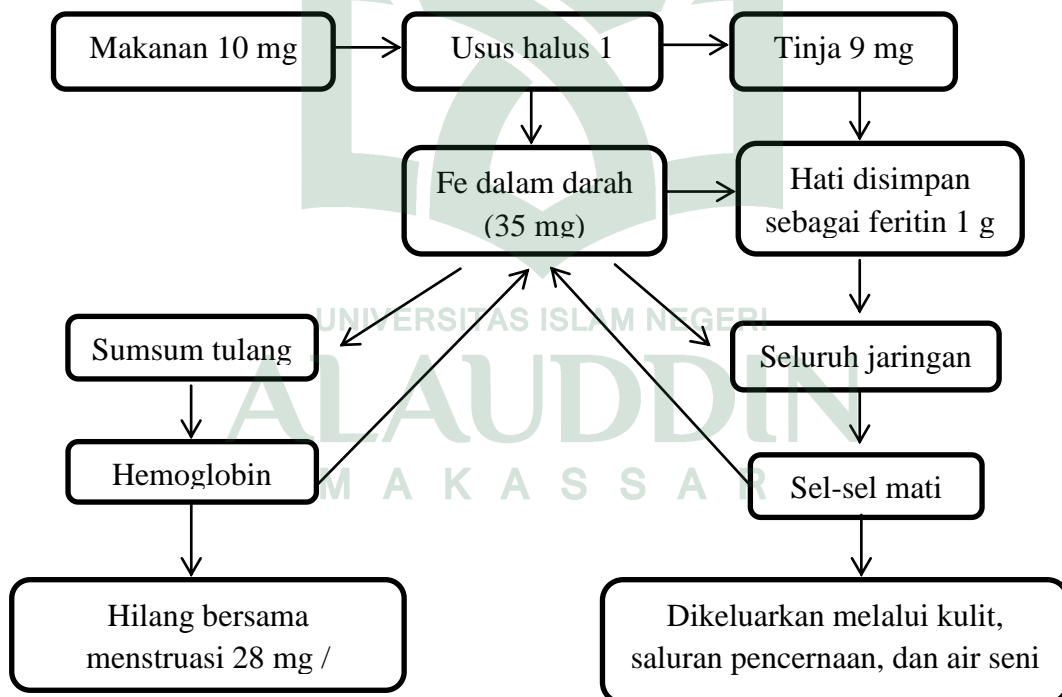 Makanan 10 mg
Usus halus 1
Tinja 9 mg
Fe dalam darah
(35 mg)
Hati disimpan
sebagai feritin 1 g
UNIVERSITAS ISLAM NEGERI
Sumsum tulang
Seluruh jaringan
ALAUDDIN
Hemoglobin
MAKASSAR
Sel-sel mati
Hilang bersama
menstruasi 28 mg /
Dikeluarkan melalui kulit,
saluran pencernaan, dan air seni